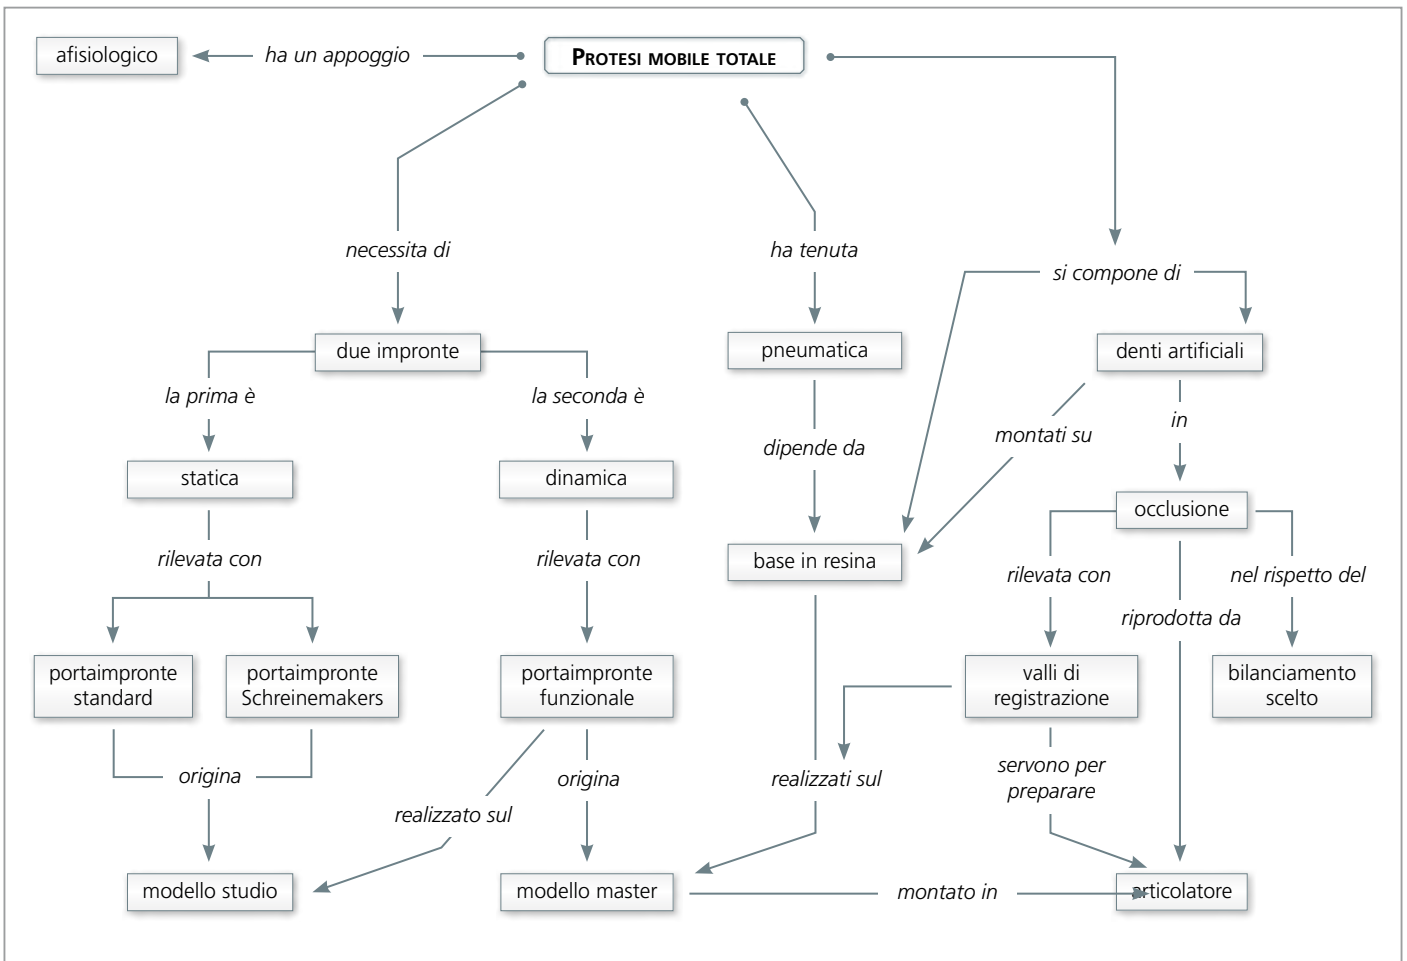 afisiologico
ha un appoggio
PROTESI MOBILE TOTALE
necessita di
ha tenuta
si compone di
due impronte
pneumatica
denti artificiali
la prima è
la seconda è
in
montati su
dipende da
statica
dinamica
occlusione
rilevata con
rilevata con
base in resina
rilevata con
nel rispetto del
riprodotta da
portaimpronte
standard
portaimpronte
Schreinemakers
portaimpronte
funzionale
valli di
registrazione
bilanciamento
scelto
origina
origina
realizzati sul
servono per
preparare
realizzato sul
modello studio
modello master
montato in
articolatore